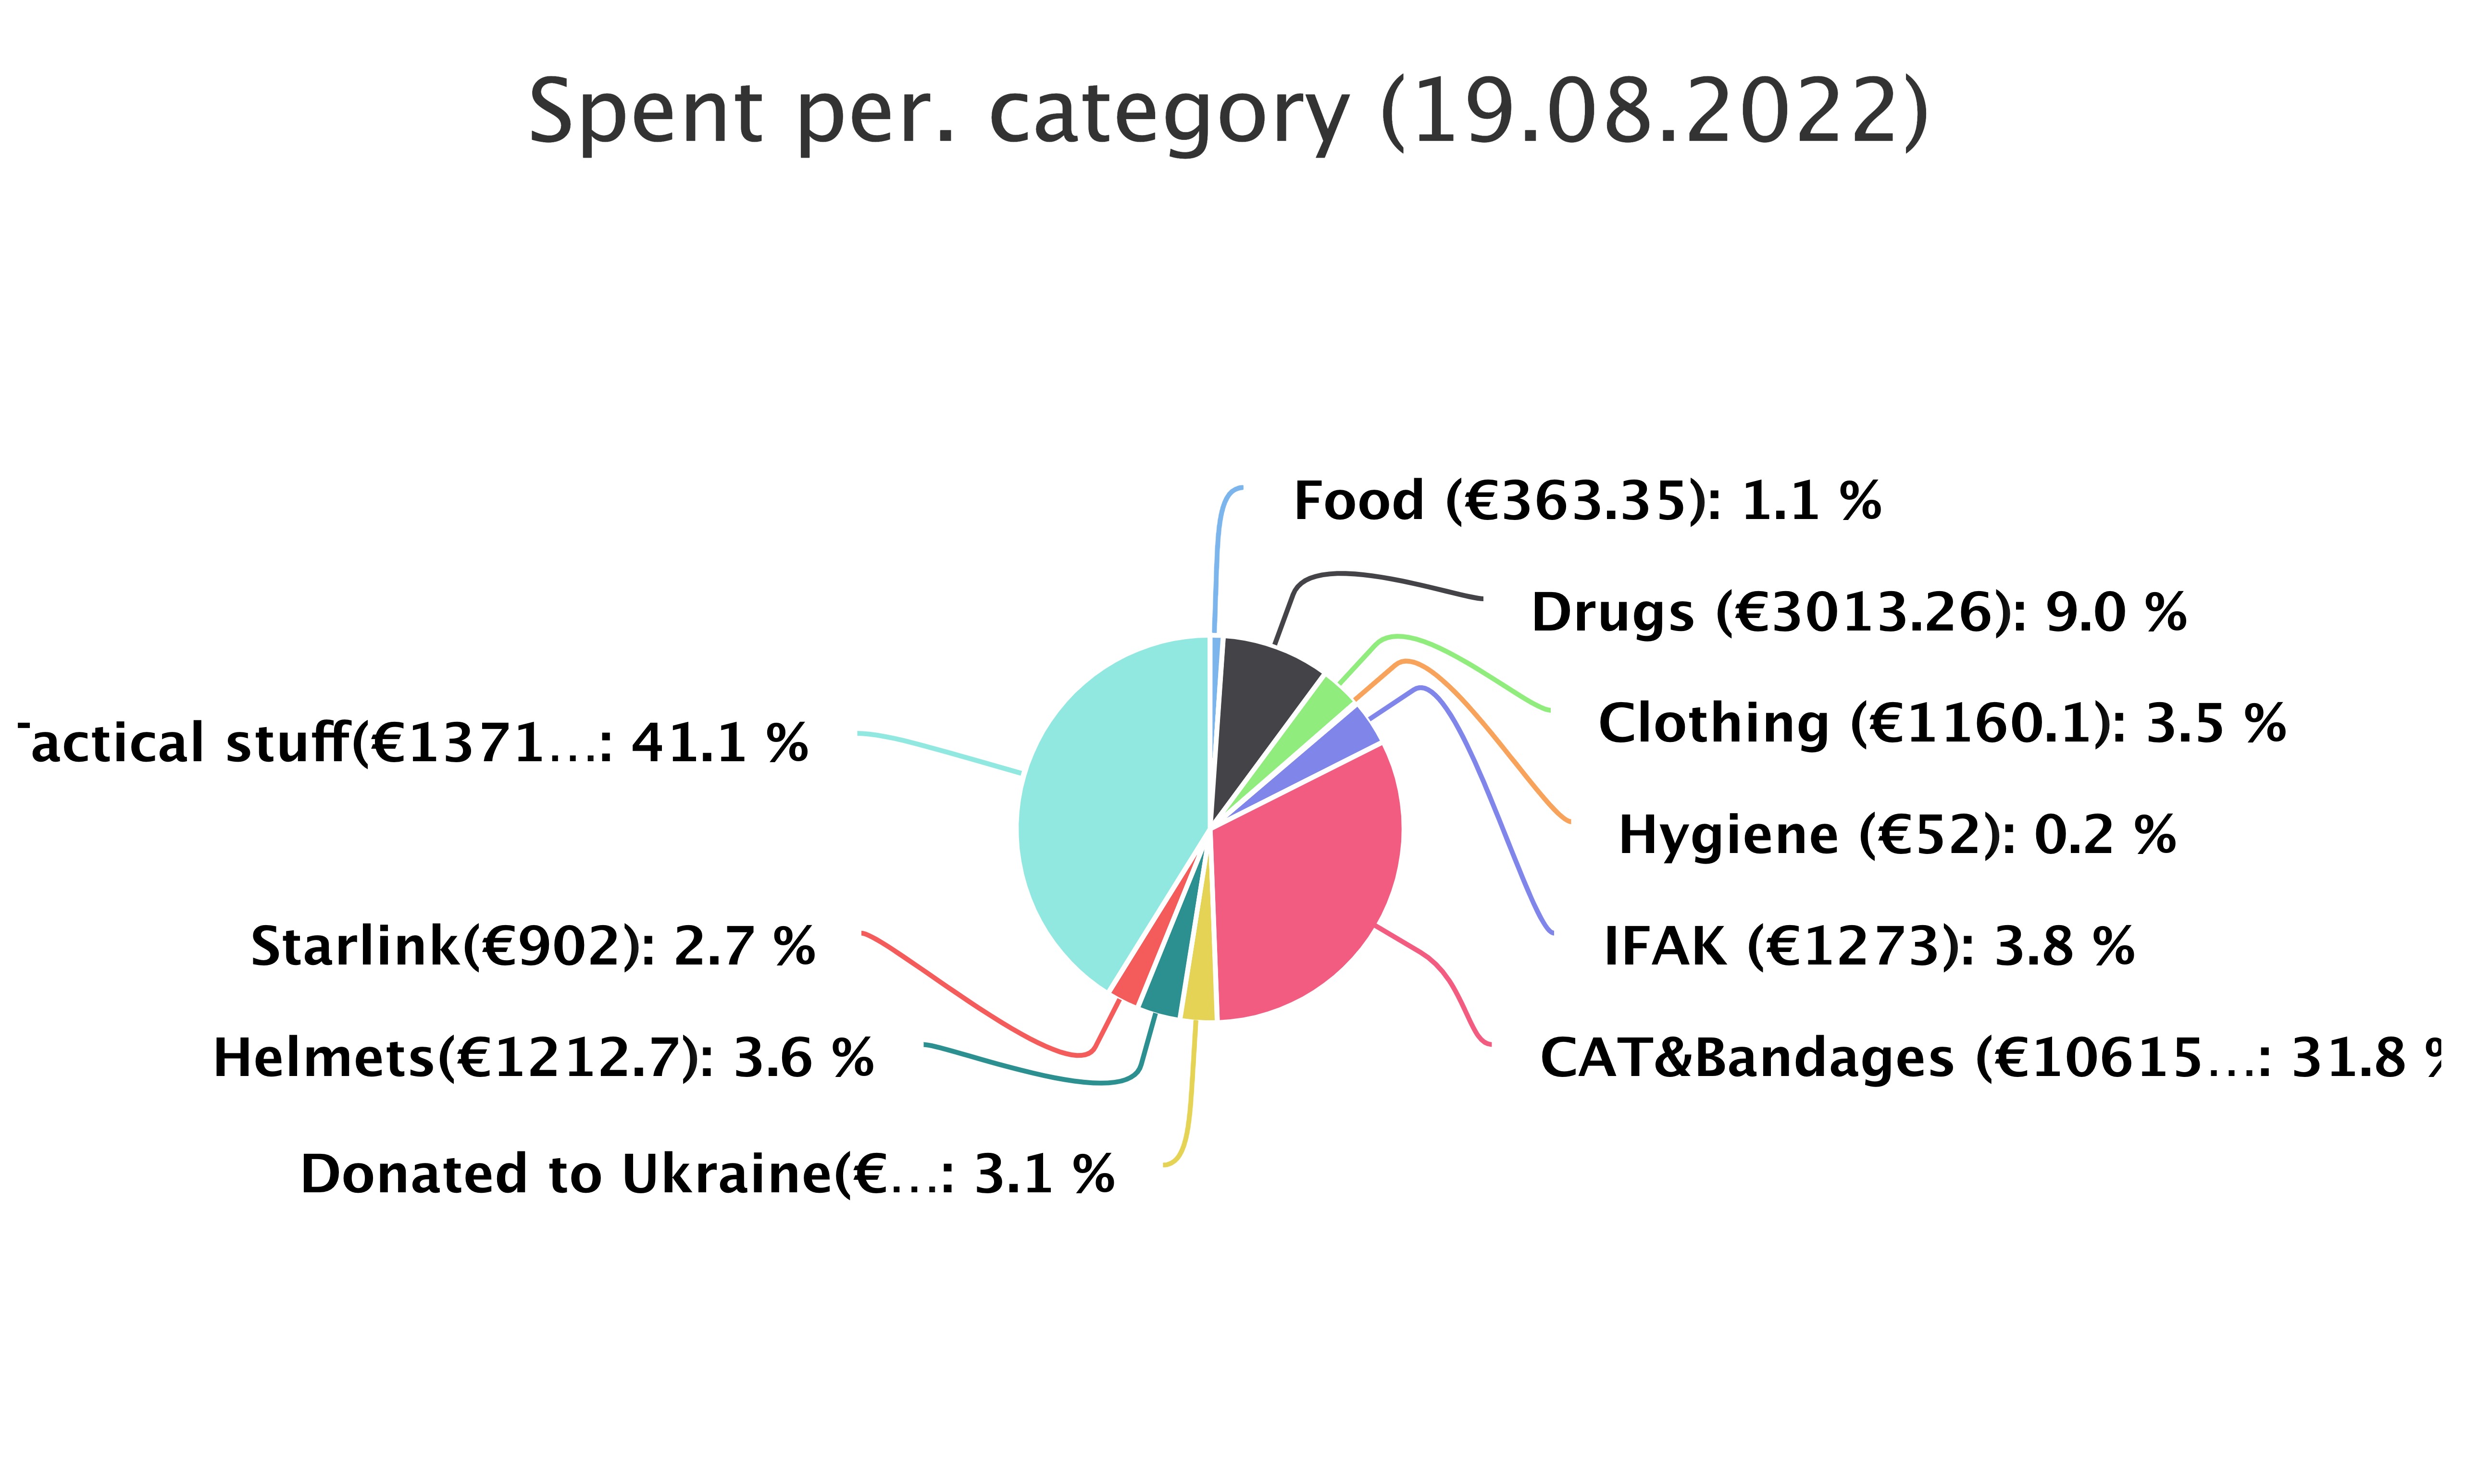 Spent per. category (19.08.2022)
Food (€363.35): 1.1 %
Drugs (€3013.26): 9.0 %
Clothing (€1160.1): 3.5 %
Hygiene (€52): 0.2 %
IFAK (€1273): 3.8 %
CAT&Bandages (€10615…: 31.8 %
Donated to Ukraine(€…: 3.1 %
Helmets(€1212.7): 3.6 %
Starlink(€902): 2.7 %
Tactical stuff(€1371…: 41.1 %